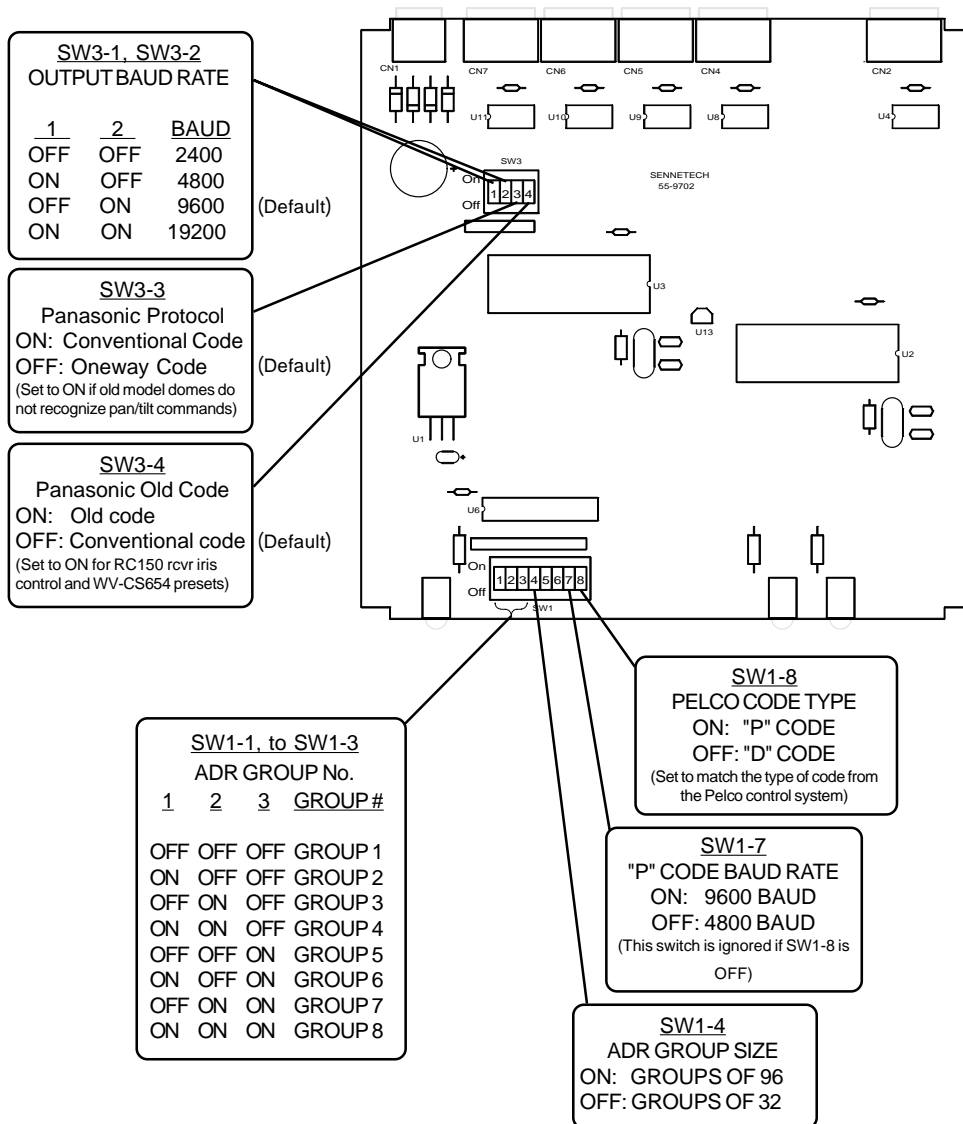 SW3-1, SW3-2
OUTPUT BAUD RATE
1 2 BAUD
OFF OFF 2400
ON OFF 4800
OFF ON 9600 (Default)
ON ON 19200
SW3-3
Panasonic Protocol
ON: Conventional Code
OFF: Oneway Code (Default)
(Set to ON if old model domes do
not recognize pan/tilt commands)
SW3-4
Panasonic Old Code
ON: Old code
OFF: Conventional code (Default)
(Set to ON for RC150 rcvr iris
control and WV-CS654 presets)
CN1 CN7 CN6 CN5 CN4 CN2
U11 U10 U9 U8 U4
SW3
On
1 2 3 4
Off
+
SENNETECH
55-9702
U3
U13
U2
U1
+
U6
On
1 2 3 4 5 6 7 8
Off
SW1
SW1-1, to SW1-3
ADR GROUP No.
1 2 3 GROUP #
OFF OFF OFF GROUP 1
ON OFF OFF GROUP 2
OFF ON OFF GROUP 3
ON ON OFF GROUP 4
OFF OFF ON GROUP 5
ON OFF ON GROUP 6
OFF ON ON GROUP 7
ON ON ON GROUP 8
SW1-8
PELCO CODE TYPE
ON: "P" CODE
OFF: "D" CODE
(Set to match the type of code from
the Pelco control system)
SW1-7
"P" CODE BAUD RATE
ON: 9600 BAUD
OFF: 4800 BAUD
(This switch is ignored if SW1-8 is
OFF)
SW1-4
ADR GROUP SIZE
ON: GROUPS OF 96
OFF: GROUPS OF 32